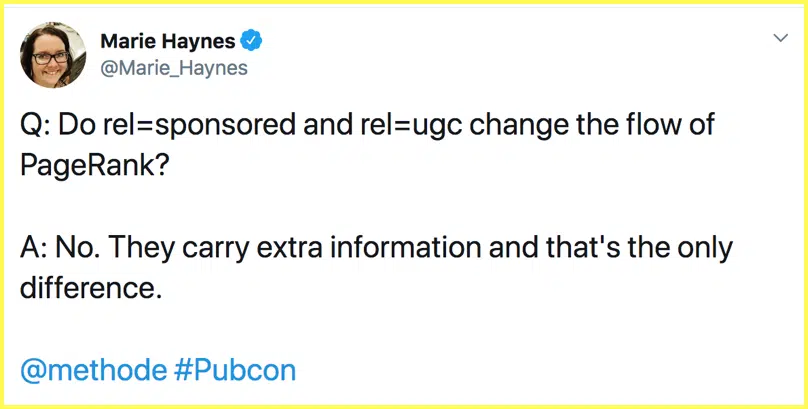 Marie Haynes
@Marie_Haynes
Q: Do rel=sponsored and rel=ugc change the flow of
PageRank?
A: No. They carry extra information and that's the only
difference.
@methode #Pubcon